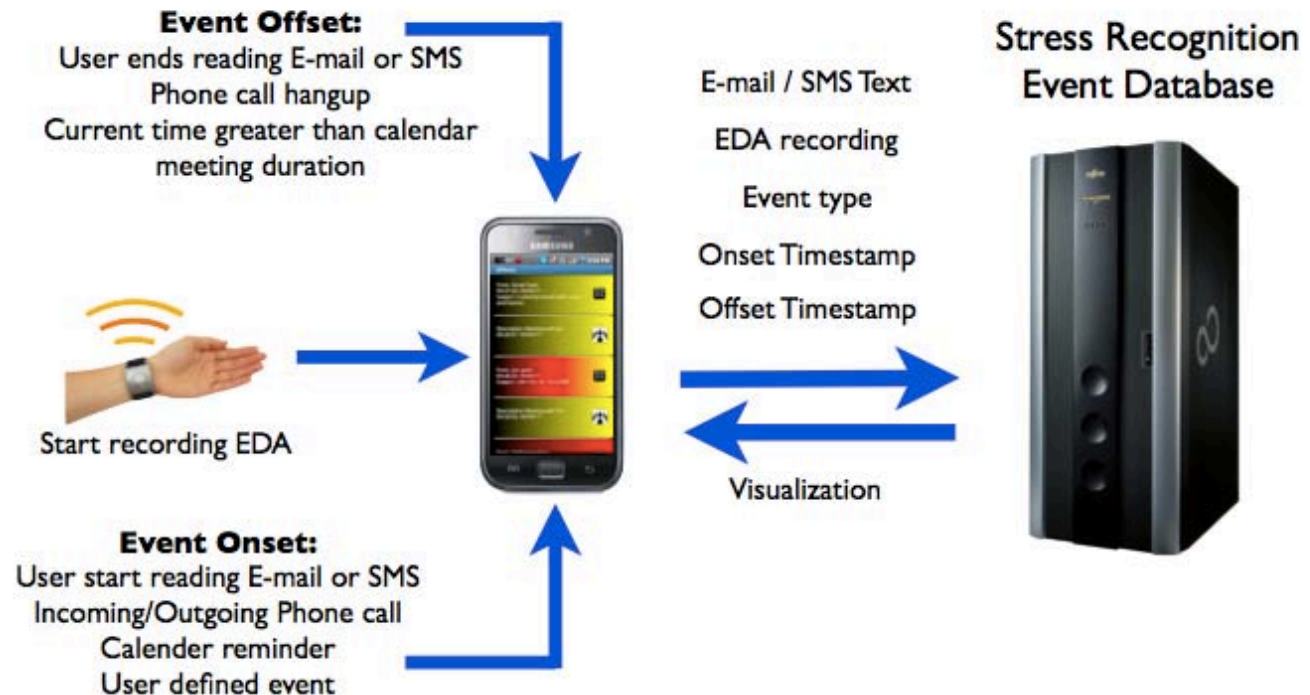 Event Offset:
User ends reading E-mail or SMS
Phone call hangup
Current time greater than calendar
meeting duration
Start recording EDA
Event Onset:
User start reading E-mail or SMS
Incoming/Outgoing Phone call
Calender reminder
User defined event
SAMSUNG
E-mail / SMS Text
EDA recording
Event type
Onset Timestamp
Offset Timestamp
Visualization
Stress Recognition
Event Database